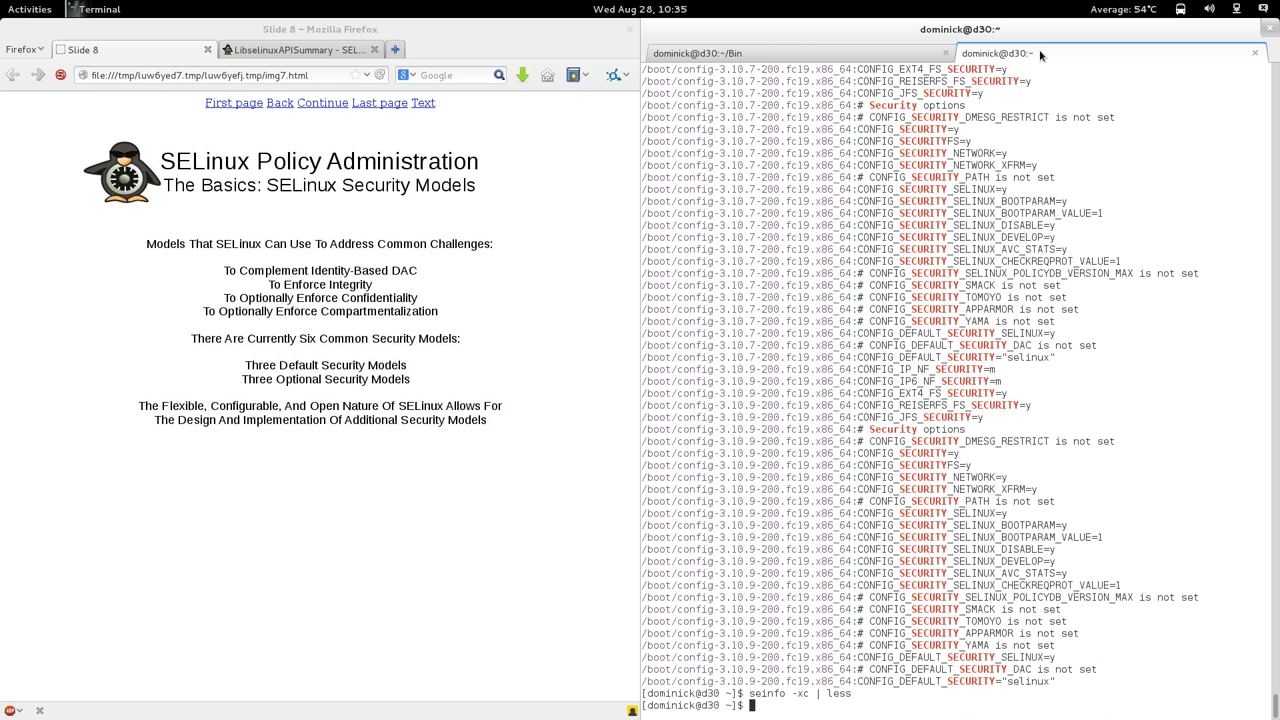 Activities Terminal Wed Aug 28, 10:35 Average: 54°C
Slide 8 - Mozilla Firefox
Firefox Slide 8 LibselinuxAPISummary - SEL...
file:///tmp/luw6yed7.tmp/luw6yefj.tmp/img7.html Google
First page Back Continue Last page Text
SELinux Policy Administration
The Basics: SELinux Security Models
Models That SELinux Can Use To Address Common Challenges:
To Complement Identity-Based DAC
To Enforce Integrity
To Optionally Enforce Confidentiality
To Optionally Enforce Compartmentalization
There Are Currently Six Common Security Models:
Three Default Security Models
Three Optional Security Models
The Flexible, Configurable, And Open Nature Of SELinux Allows For
The Design And Implementation Of Additional Security Models
ABP
dominick@d30:~
dominick@d30:~/Bin dominick@d30:~
/boot/config-3.10.7-200.fc19.x86_64:CONFIG_EXT4_FS_SECURITY=y
/boot/config-3.10.7-200.fc19.x86_64:CONFIG_REISERFS_FS_SECURITY=y
/boot/config-3.10.7-200.fc19.x86_64:CONFIG_JFS_SECURITY=y
/boot/config-3.10.7-200.fc19.x86_64:# Security options
/boot/config-3.10.7-200.fc19.x86_64:# CONFIG_SECURITY_DMESG_RESTRICT is not set
/boot/config-3.10.7-200.fc19.x86_64:CONFIG_SECURITY=y
/boot/config-3.10.7-200.fc19.x86_64:CONFIG_SECURITYFS=y
/boot/config-3.10.7-200.fc19.x86_64:CONFIG_SECURITY_NETWORK=y
/boot/config-3.10.7-200.fc19.x86_64:CONFIG_SECURITY_NETWORK_XFRM=y
/boot/config-3.10.7-200.fc19.x86_64:# CONFIG_SECURITY_PATH is not set
/boot/config-3.10.7-200.fc19.x86_64:CONFIG_SECURITY_SELINUX=y
/boot/config-3.10.7-200.fc19.x86_64:CONFIG_SECURITY_SELINUX_BOOTPARAM=y
/boot/config-3.10.7-200.fc19.x86_64:CONFIG_SECURITY_SELINUX_BOOTPARAM_VALUE=1
/boot/config-3.10.7-200.fc19.x86_64:CONFIG_SECURITY_SELINUX_DISABLE=y
/boot/config-3.10.7-200.fc19.x86_64:CONFIG_SECURITY_SELINUX_DEVELOP=y
/boot/config-3.10.7-200.fc19.x86_64:CONFIG_SECURITY_SELINUX_AVC_STATS=y
/boot/config-3.10.7-200.fc19.x86_64:CONFIG_SECURITY_SELINUX_CHECKREQPROT_VALUE=1
/boot/config-3.10.7-200.fc19.x86_64:# CONFIG_SECURITY_SELINUX_POLICYDB_VERSION_MAX is not set
/boot/config-3.10.7-200.fc19.x86_64:# CONFIG_SECURITY_SMACK is not set
/boot/config-3.10.7-200.fc19.x86_64:# CONFIG_SECURITY_TOMOYO is not set
/boot/config-3.10.7-200.fc19.x86_64:# CONFIG_SECURITY_APPARMOR is not set
/boot/config-3.10.7-200.fc19.x86_64:# CONFIG_SECURITY_YAMA is not set
/boot/config-3.10.7-200.fc19.x86_64:CONFIG_DEFAULT_SECURITY_SELINUX=y
/boot/config-3.10.7-200.fc19.x86_64:# CONFIG_DEFAULT_SECURITY_DAC is not set
/boot/config-3.10.7-200.fc19.x86_64:CONFIG_DEFAULT_SECURITY="selinux"
/boot/config-3.10.9-200.fc19.x86_64:CONFIG_IP_NF_SECURITY=m
/boot/config-3.10.9-200.fc19.x86_64:CONFIG_IP6_NF_SECURITY=m
/boot/config-3.10.9-200.fc19.x86_64:CONFIG_EXT4_FS_SECURITY=y
/boot/config-3.10.9-200.fc19.x86_64:CONFIG_REISERFS_FS_SECURITY=y
/boot/config-3.10.9-200.fc19.x86_64:CONFIG_JFS_SECURITY=y
/boot/config-3.10.9-200.fc19.x86_64:# Security options
/boot/config-3.10.9-200.fc19.x86_64:# CONFIG_SECURITY_DMESG_RESTRICT is not set
/boot/config-3.10.9-200.fc19.x86_64:CONFIG_SECURITY=y
/boot/config-3.10.9-200.fc19.x86_64:CONFIG_SECURITYFS=y
/boot/config-3.10.9-200.fc19.x86_64:CONFIG_SECURITY_NETWORK=y
/boot/config-3.10.9-200.fc19.x86_64:CONFIG_SECURITY_NETWORK_XFRM=y
/boot/config-3.10.9-200.fc19.x86_64:# CONFIG_SECURITY_PATH is not set
/boot/config-3.10.9-200.fc19.x86_64:CONFIG_SECURITY_SELINUX=y
/boot/config-3.10.9-200.fc19.x86_64:CONFIG_SECURITY_SELINUX_BOOTPARAM=y
/boot/config-3.10.9-200.fc19.x86_64:CONFIG_SECURITY_SELINUX_BOOTPARAM_VALUE=1
/boot/config-3.10.9-200.fc19.x86_64:CONFIG_SECURITY_SELINUX_DISABLE=y
/boot/config-3.10.9-200.fc19.x86_64:CONFIG_SECURITY_SELINUX_DEVELOP=y
/boot/config-3.10.9-200.fc19.x86_64:CONFIG_SECURITY_SELINUX_AVC_STATS=y
/boot/config-3.10.9-200.fc19.x86_64:CONFIG_SECURITY_SELINUX_CHECKREQPROT_VALUE=1
/boot/config-3.10.9-200.fc19.x86_64:# CONFIG_SECURITY_SELINUX_POLICYDB_VERSION_MAX is not set
/boot/config-3.10.9-200.fc19.x86_64:# CONFIG_SECURITY_SMACK is not set
/boot/config-3.10.9-200.fc19.x86_64:# CONFIG_SECURITY_TOMOYO is not set
/boot/config-3.10.9-200.fc19.x86_64:# CONFIG_SECURITY_APPARMOR is not set
/boot/config-3.10.9-200.fc19.x86_64:# CONFIG_SECURITY_YAMA is not set
/boot/config-3.10.9-200.fc19.x86_64:CONFIG_DEFAULT_SECURITY_SELINUX=y
/boot/config-3.10.9-200.fc19.x86_64:# CONFIG_DEFAULT_SECURITY_DAC is not set
/boot/config-3.10.9-200.fc19.x86_64:CONFIG_DEFAULT_SECURITY="selinux"
[dominick@d30 ~]$ seinfo -xc | less
[dominick@d30 ~]$